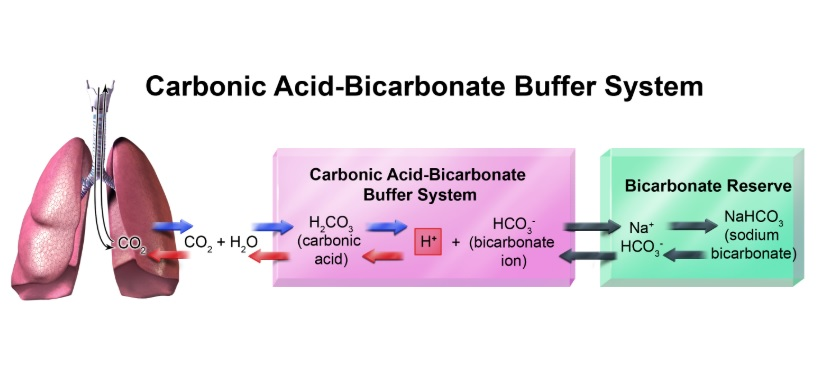 Carbonic Acid-Bicarbonate Buffer System
Carbonic Acid-Bicarbonate
Buffer System
Bicarbonate Reserve
CO₂
CO₂ + H₂O
H₂CO₃
(carbonic
acid)
H⁺
+
HCO₃⁻
(bicarbonate
ion)
Na⁺
HCO₃⁻
NaHCO₃
(sodium
bicarbonate)